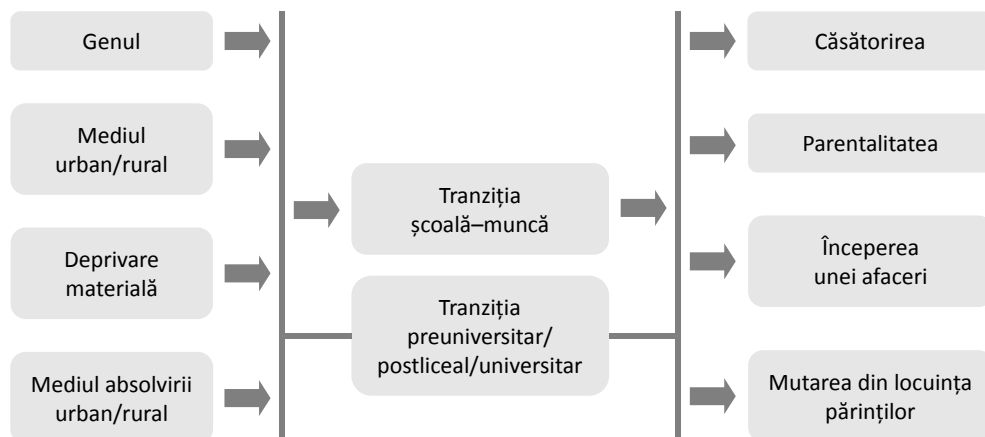 Genul
Mediul
urban/rural
Deprivare
materială
Mediul absolvirii
urban/rural
Tranziția
școală–muncă
Tranziția
preuniversitar/
postliceal/universitar
Căsătorirea
Parentalitatea
Începerea
unei afaceri
Mutarea din locuința
părinților